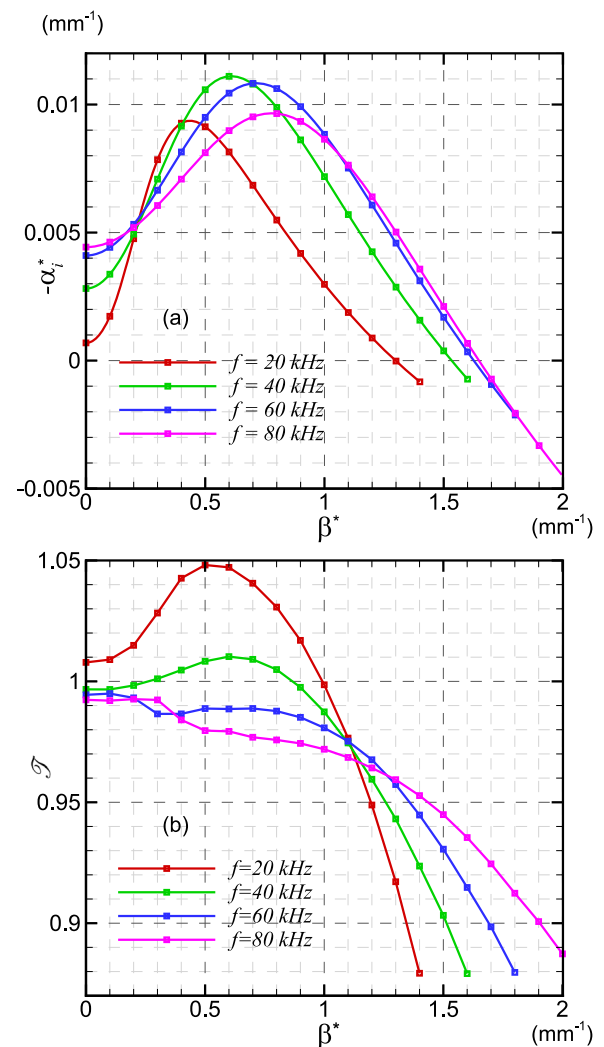 (mm⁻¹)
0.01
0.005
0
-0.005
-αᵢ*
(a)
f = 20 kHz
f = 40 kHz
f = 60 kHz
f = 80 kHz
0 0.5 1 1.5 2
β* (mm⁻¹)
1.05
1
0.95
0.9
𝒯
(b)
f=20 kHz
f=40 kHz
f=60 kHz
f=80 kHz
0 0.5 1 1.5 2
β* (mm⁻¹)